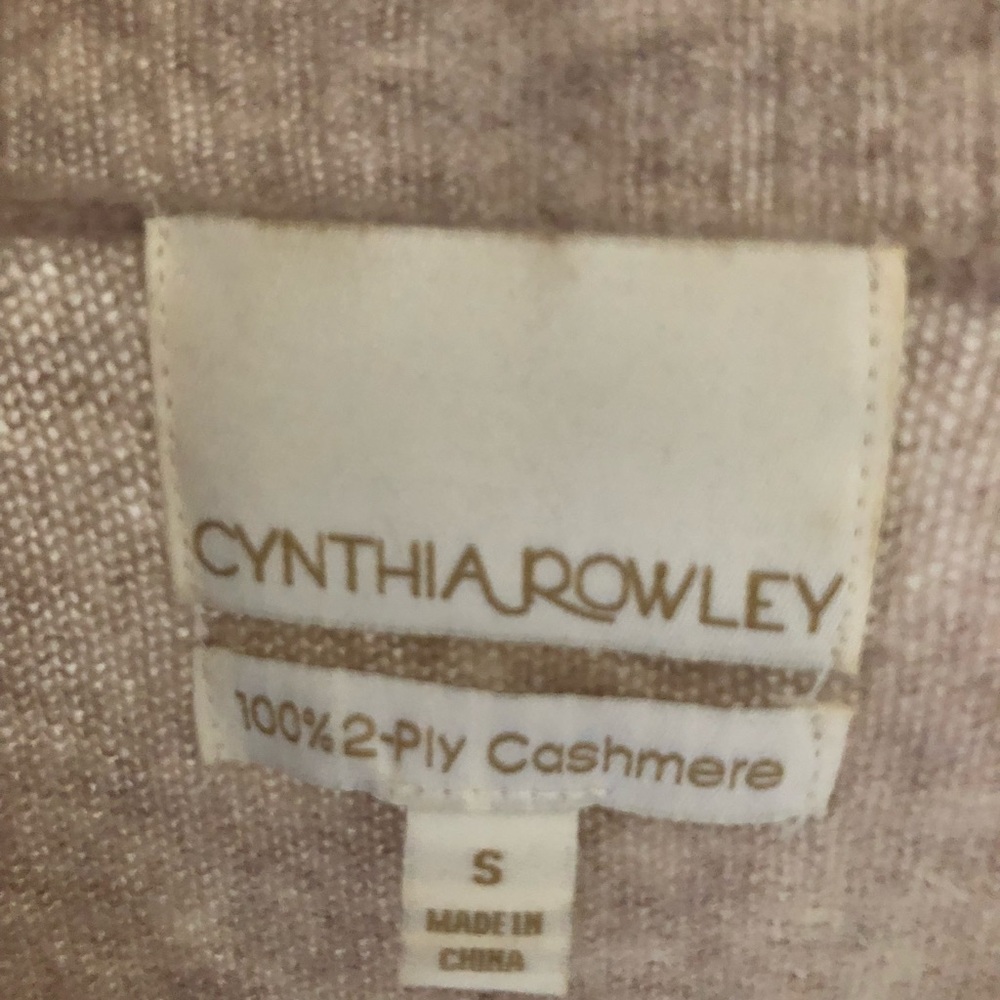 CYNTHIA ROWLEY
100% 2-Ply Cashmere
S
MADE IN
CHINA